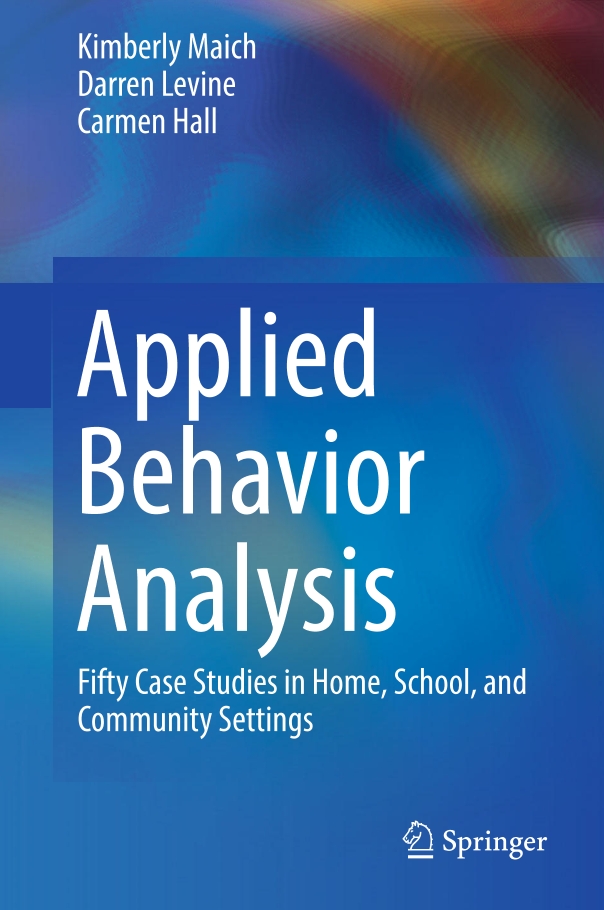 Kimberly Maich
Darren Levine
Carmen Hall
Applied
Behavior
Analysis
Fifty Case Studies in Home, School, and
Community Settings
Springer